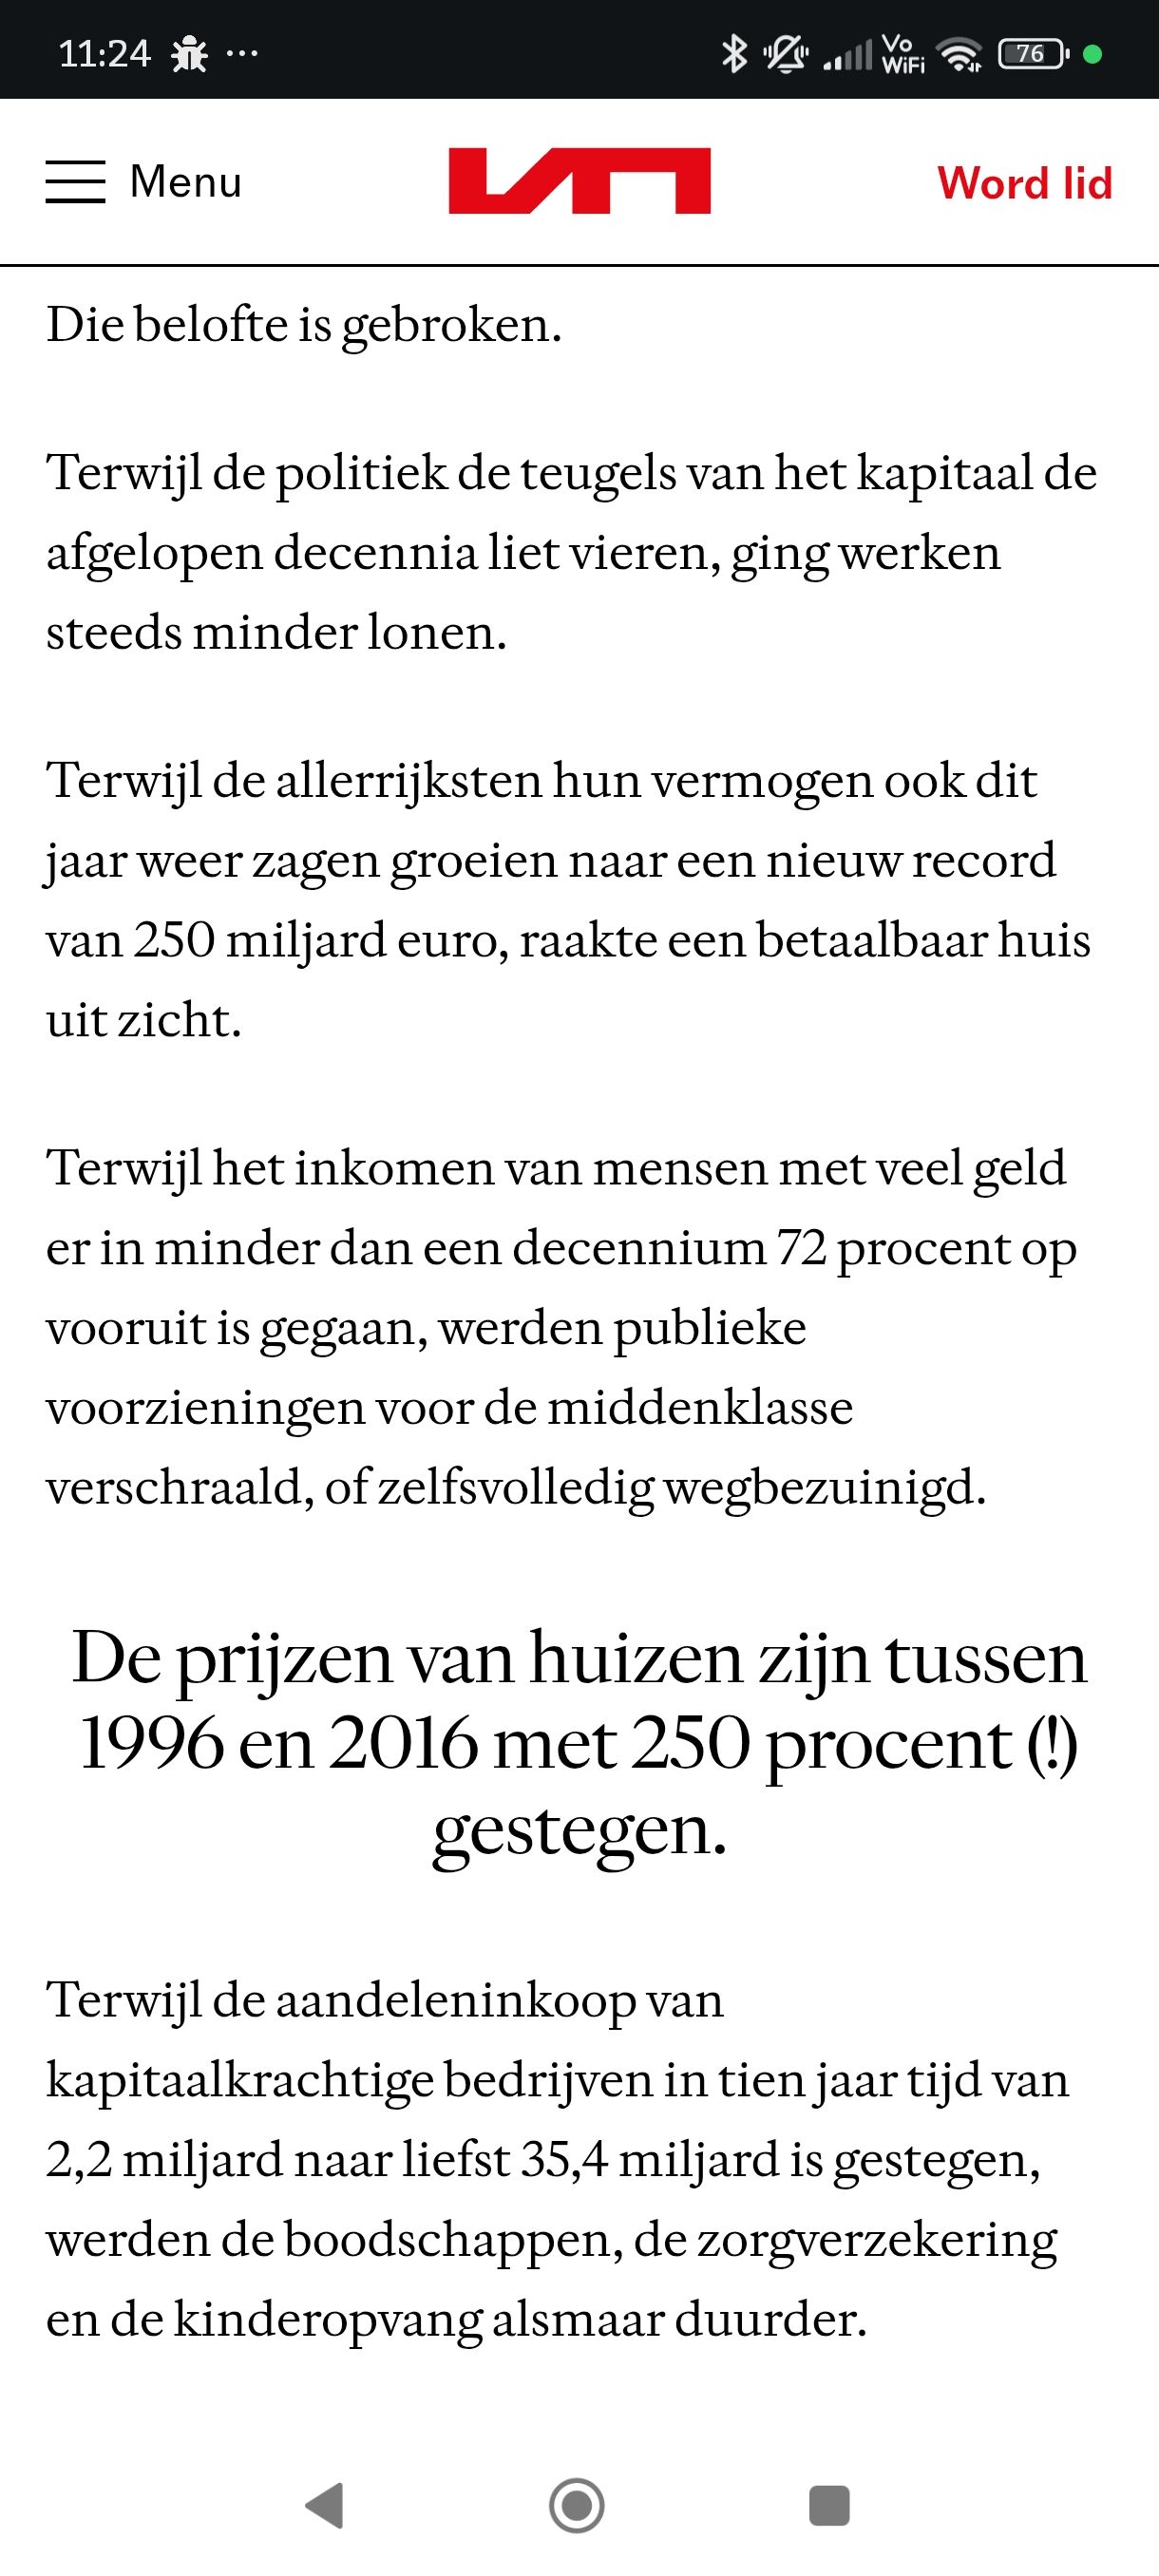 11:24
Vo
WiFi
76
Menu
Word lid
Die belofte is gebroken.
Terwijl de politiek de teugels van het kapitaal de
afgelopen decennia liet vieren, ging werken
steeds minder lonen.
Terwijl de allerrijksten hun vermogen ook dit
jaar weer zagen groeien naar een nieuw record
van 250 miljard euro, raakte een betaalbaar huis
uit zicht.
Terwijl het inkomen van mensen met veel geld
er in minder dan een decennium 72 procent op
vooruit is gegaan, werden publieke
voorzieningen voor de middenklasse
verschraald, of zelfsvolledig wegbezuinigd.
De prijzen van huizen zijn tussen
1996 en 2016 met 250 procent (!)
gestegen.
Terwijl de aandeleninkoop van
kapitaalkrachtige bedrijven in tien jaar tijd van
2,2 miljard naar liefst 35,4 miljard is gestegen,
werden de boodschappen, de zorgverzekering
en de kinderopvang alsmaar duurder.